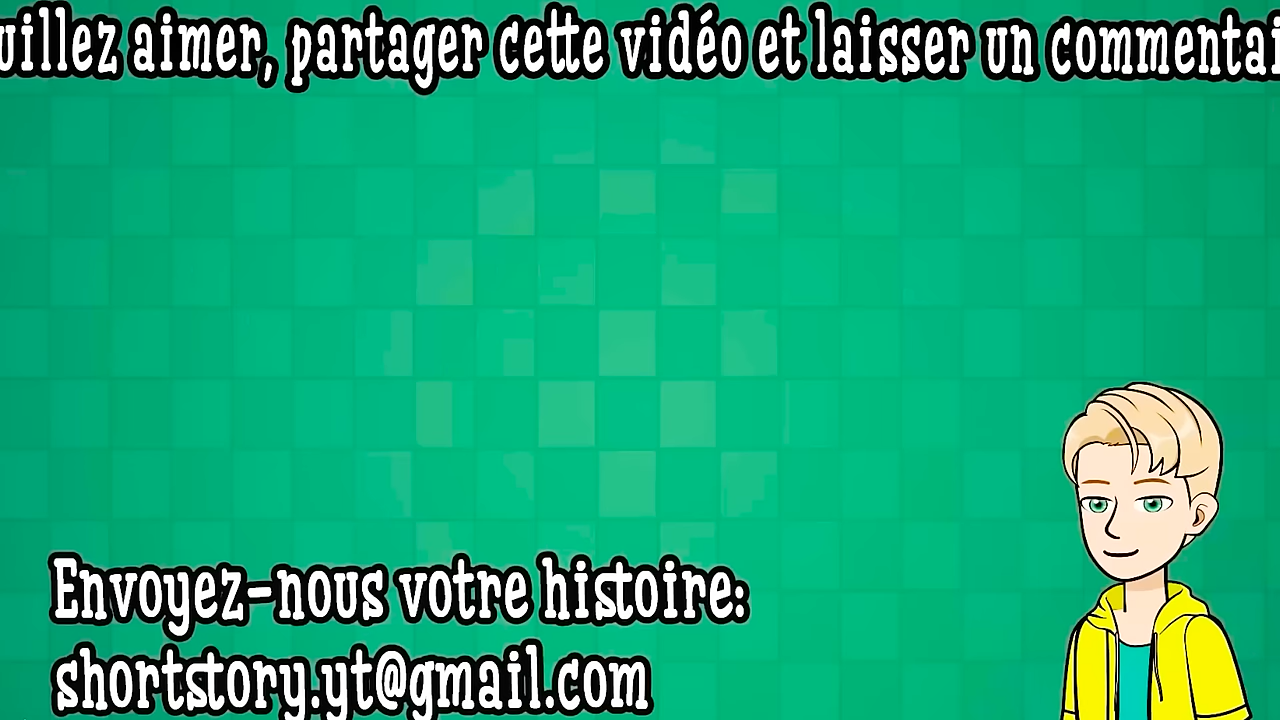 uillez aimer, partager cette vidéo et laisser un commentai
Envoyez-nous votre histoire:
shortstory.yt@gmail.com